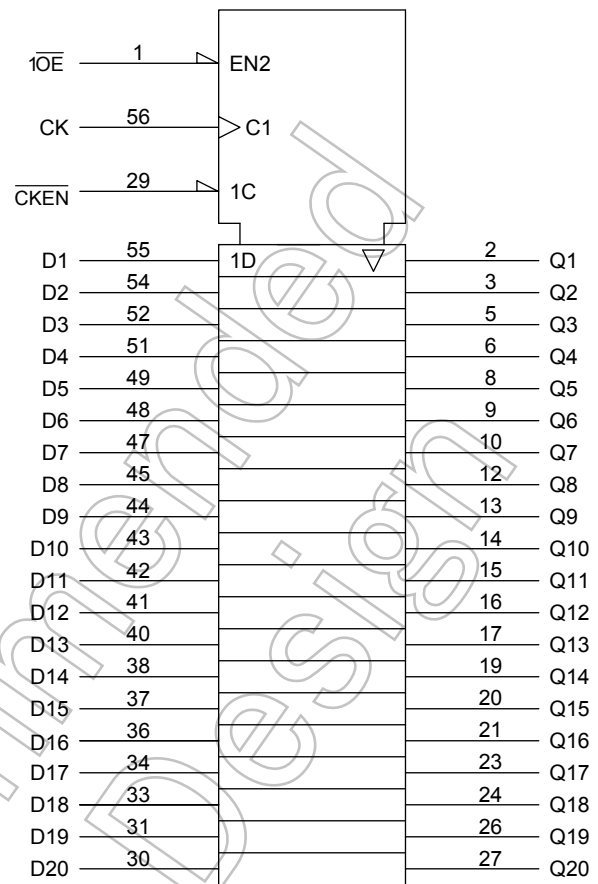 1OE 1 EN2
CK 56 C1
CKEN 29 1C
D1 55 1D 2 Q1
D2 54 3 Q2
D3 52 5 Q3
D4 51 6 Q4
D5 49 8 Q5
D6 48 9 Q6
D7 47 10 Q7
D8 45 12 Q8
D9 44 13 Q9
D10 43 14 Q10
D11 42 15 Q11
D12 41 16 Q12
D13 40 17 Q13
D14 38 19 Q14
D15 37 20 Q15
D16 36 21 Q16
D17 34 23 Q17
D18 33 24 Q18
D19 31 26 Q19
D20 30 27 Q20
Design